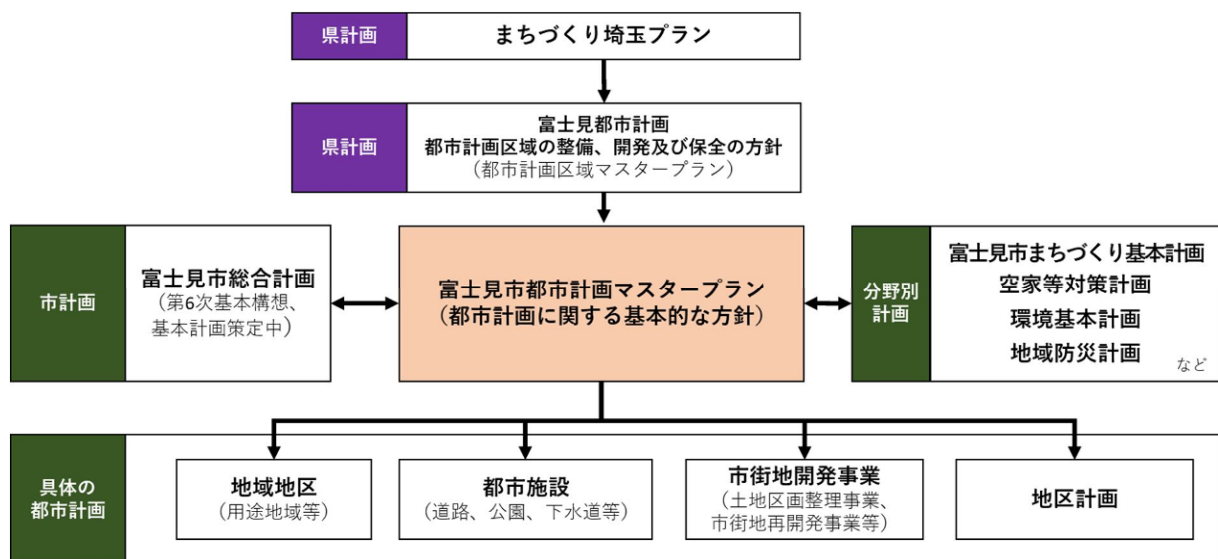 県計画
まちづくり埼玉プラン
県計画
富士見都市計画
都市計画区域の整備、開発及び保全の方針
（都市計画区域マスタープラン）
市計画
富士見市総合計画
（第6次基本構想、
基本計画策定中）
富士見市都市計画マスタープラン
（都市計画に関する基本的な方針）
分野別
計画
富士見市まちづくり基本計画
空家等対策計画
環境基本計画
地域防災計画
など
具体の
都市計画
地域地区
（用途地域等）
都市施設
（道路、公園、下水道等）
市街地開発事業
（土地区画整理事業、
市街地再開発事業等）
地区計画